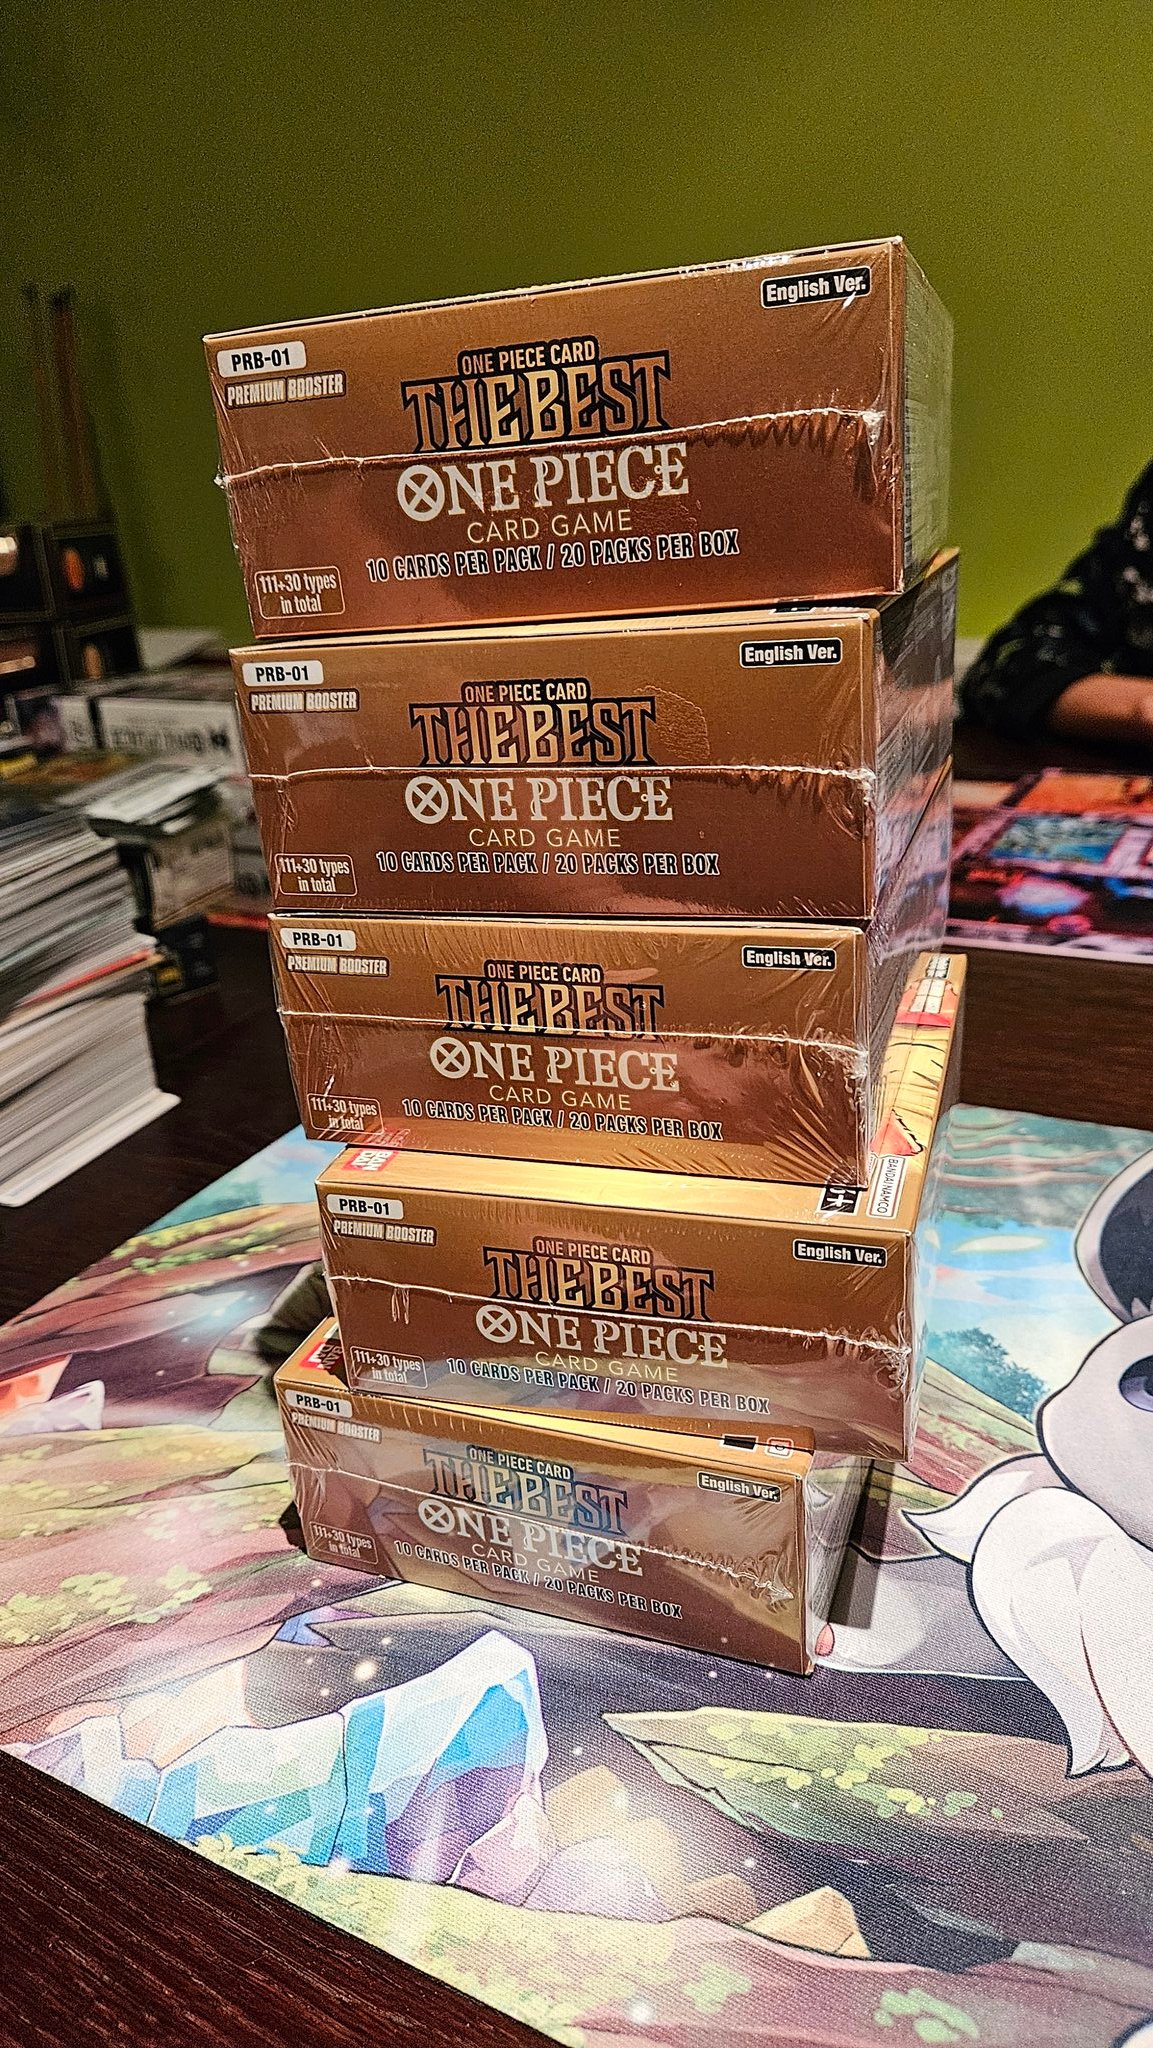 English Ver.
PRB-01
PREMIUM BOOSTER
ONE PIECE CARD
THE BEST
ONE PIECE
CARD GAME
10 CARDS PER PACK / 20 PACKS PER BOX
111+30 types
in total
English Ver.
PRB-01
PREMIUM BOOSTER
ONE PIECE CARD
THE BEST
ONE PIECE
CARD GAME
10 CARDS PER PACK / 20 PACKS PER BOX
111+30 types
in total
PRB-01
English Ver.
PREMIUM BOOSTER
ONE PIECE CARD
THE BEST
ONE PIECE
CARD GAME
10 CARDS PER PACK / 20 PACKS PER BOX
111+30 types
in total
BAN
DAI
BANDAI NAMCO
PRB-01
PREMIUM BOOSTER
English Ver.
ONE PIECE CARD
THE BEST
ONE PIECE
CARD GAME
10 CARDS PER PACK / 20 PACKS PER BOX
111+30 types
in total
PRB-01
PREMIUM BOOSTER
ONE PIECE CARD
English Ver.
THE BEST
ONE PIECE
CARD GAME
10 CARDS PER PACK / 20 PACKS PER BOX
111+30 types
in total